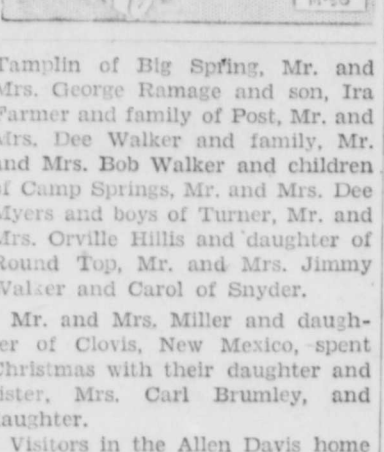 Tamplin of Big Spring, Mr. and
Mrs. George Ramage and son, Ira
Farmer and family of Post, Mr. and
Mrs. Dee Walker and family, Mr.
and Mrs. Bob Walker and children
of Camp Springs, Mr. and Mrs. Dee
Myers and boys of Turner, Mr. and
Mrs. Orville Hillis and daughter of
Round Top, Mr. and Mrs. Jimmy
Walker and Carol of Snyder.
Mr. and Mrs. Miller and daugh-
er of Clovis, New Mexico, spent
Christmas with their daughter and
ister, Mrs. Carl Brumley, and
aughter.
Visitors in the Allen Davis home